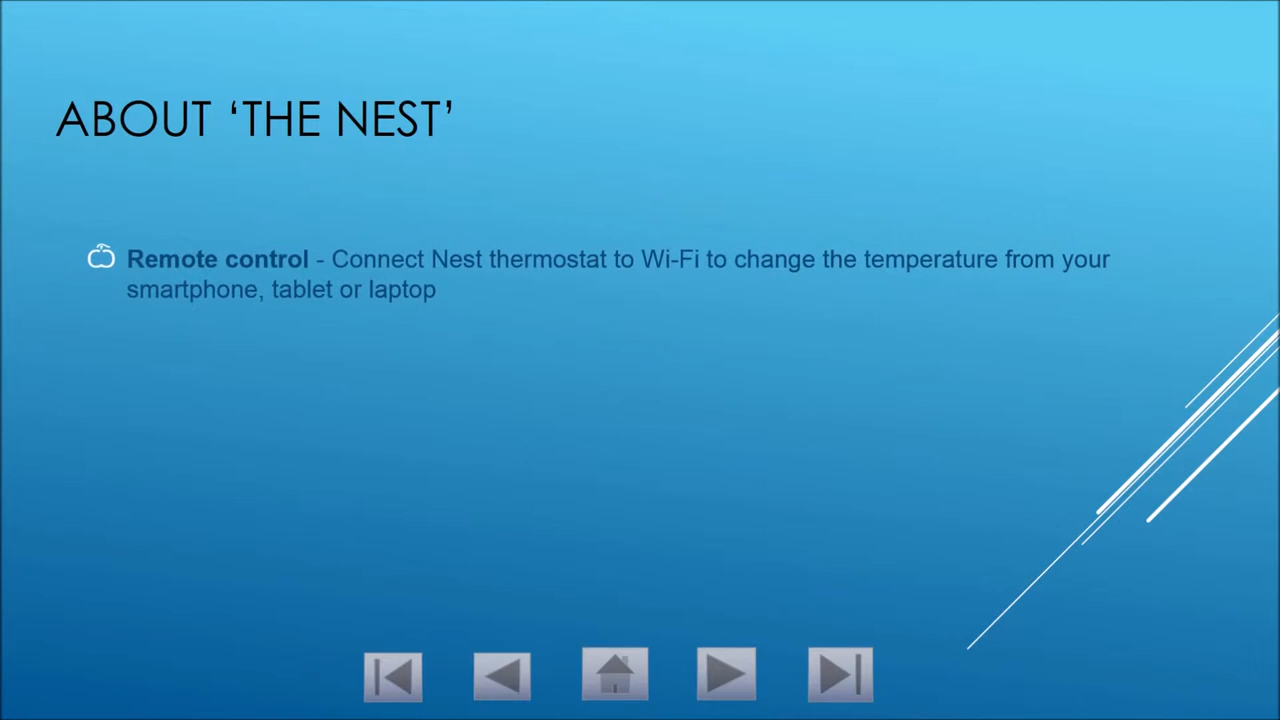 ABOUT ‘THE NEST’
Remote control - Connect Nest thermostat to Wi-Fi to change the temperature from your
smartphone, tablet or laptop